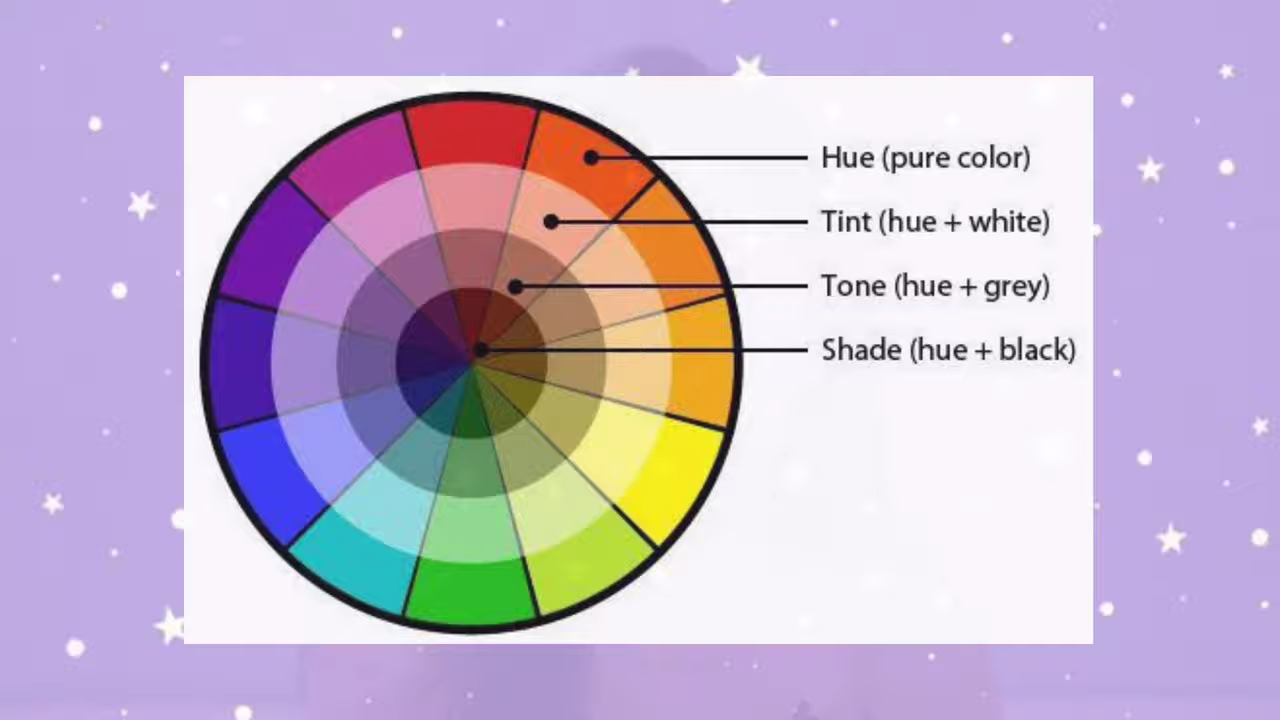 Hue (pure color)
Tint (hue + white)
Tone (hue + grey)
Shade (hue + black)